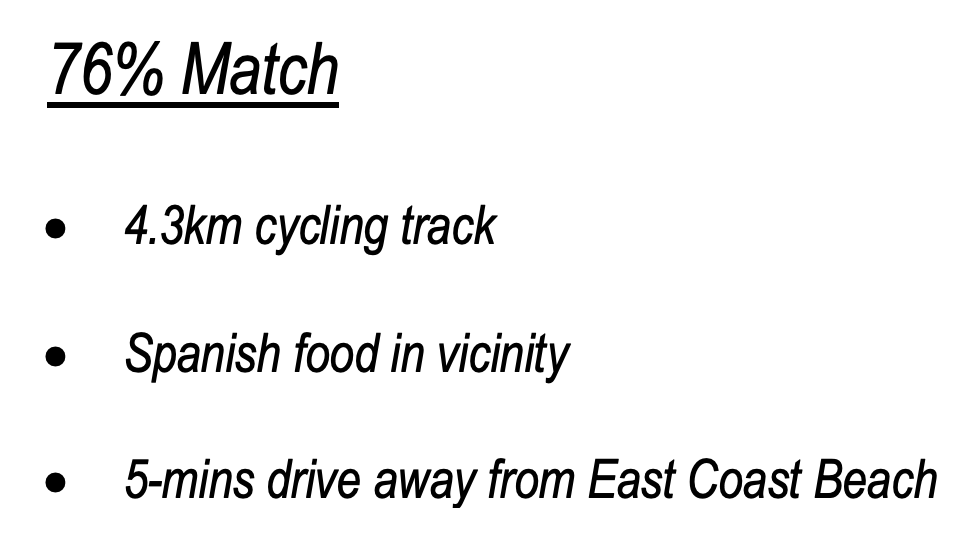 76% Match
• 4.3km cycling track
• Spanish food in vicinity
• 5-mins drive away from East Coast Beach